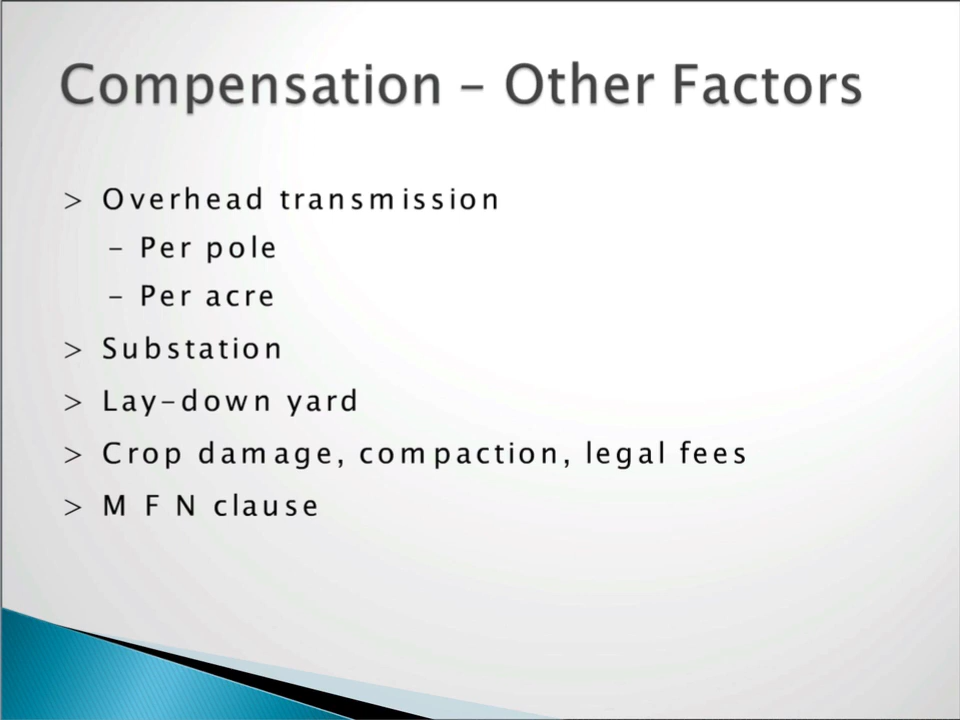 Compensation – Other Factors
> Overhead transmission
– Per pole
– Per acre
> Substation
> Lay-down yard
> Crop damage, compaction, legal fees
> M F N clause